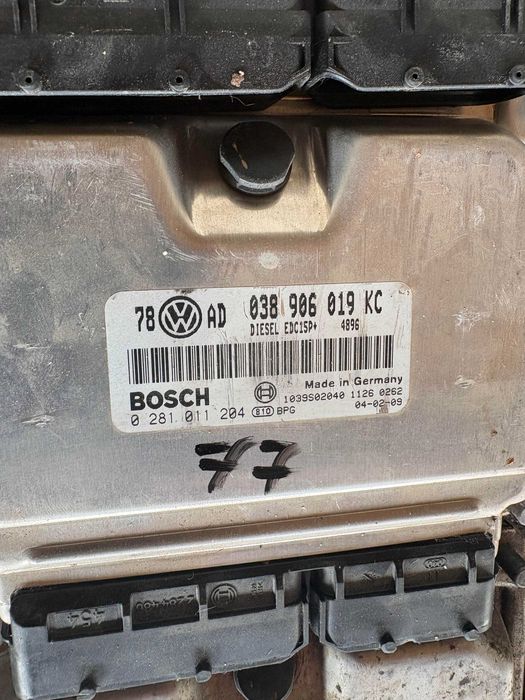 78 AD 038 906 019 KC
DIESEL EDC15P+ 4896
BOSCH
Made in Germany
1039S02040 1126 0262
0 281 011 204 810 BPG
04-02-09
77